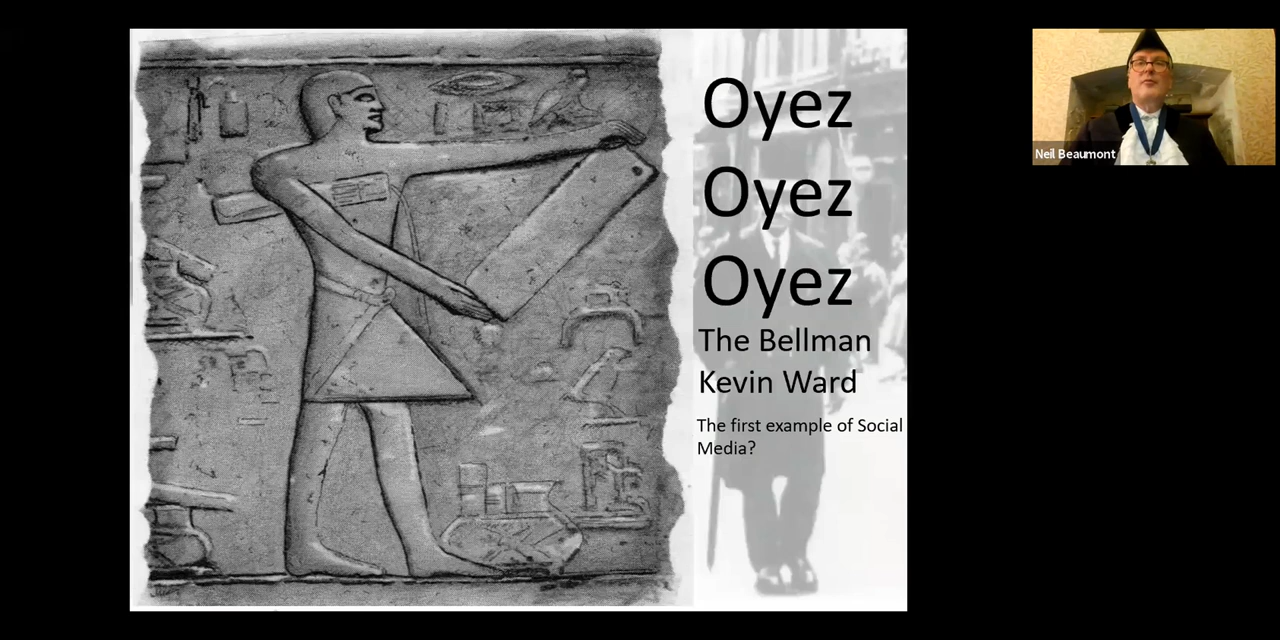 Oyez
Oyez
Oyez
The Bellman
Kevin Ward
The first example of Social
Media?
Neil Beaumont